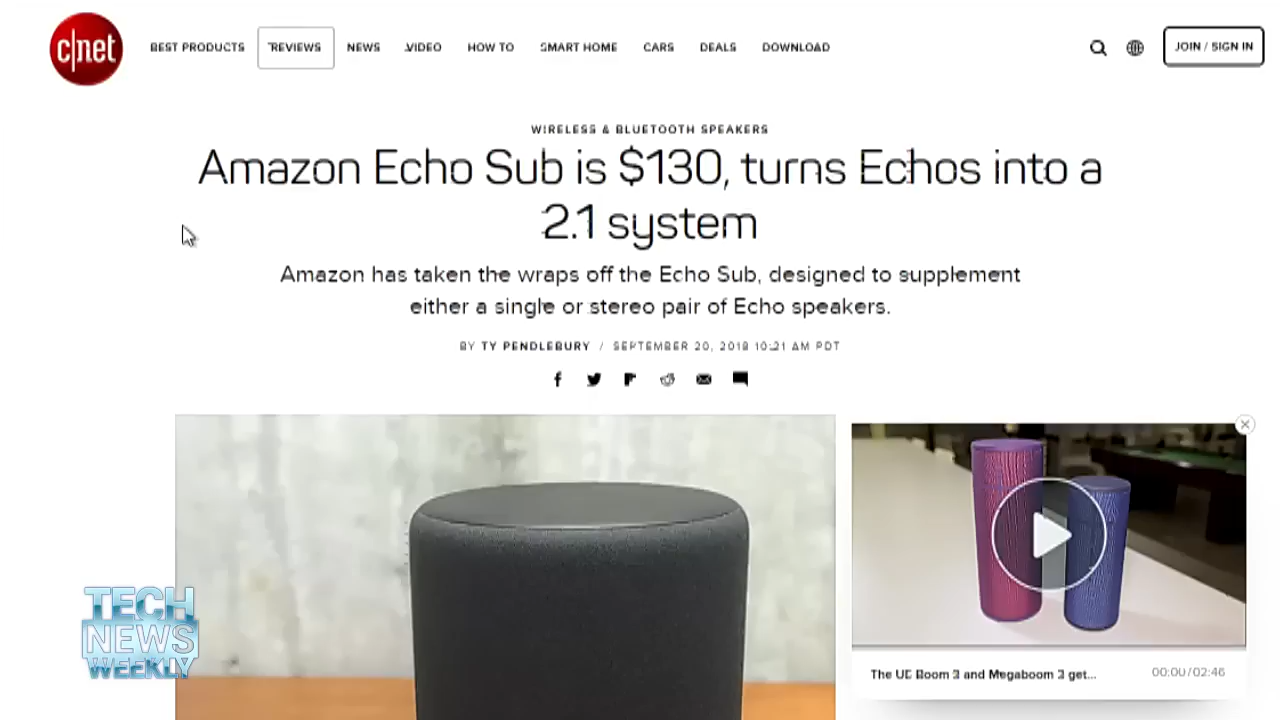 c|net
BEST PRODUCTS
REVIEWS
NEWS
VIDEO
HOW TO
SMART HOME
CARS
DEALS
DOWNLOAD
JOIN / SIGN IN
WIRELESS & BLUETOOTH SPEAKERS
Amazon Echo Sub is $130, turns Echos into a
2.1 system
Amazon has taken the wraps off the Echo Sub, designed to supplement
either a single or stereo pair of Echo speakers.
BY TY PENDLEBURY / SEPTEMBER 20, 2018 10:21 AM PDT
The UE Boom 3 and Megaboom 3 get...
00:00/02:46
TECH
NEWS
WEEKLY